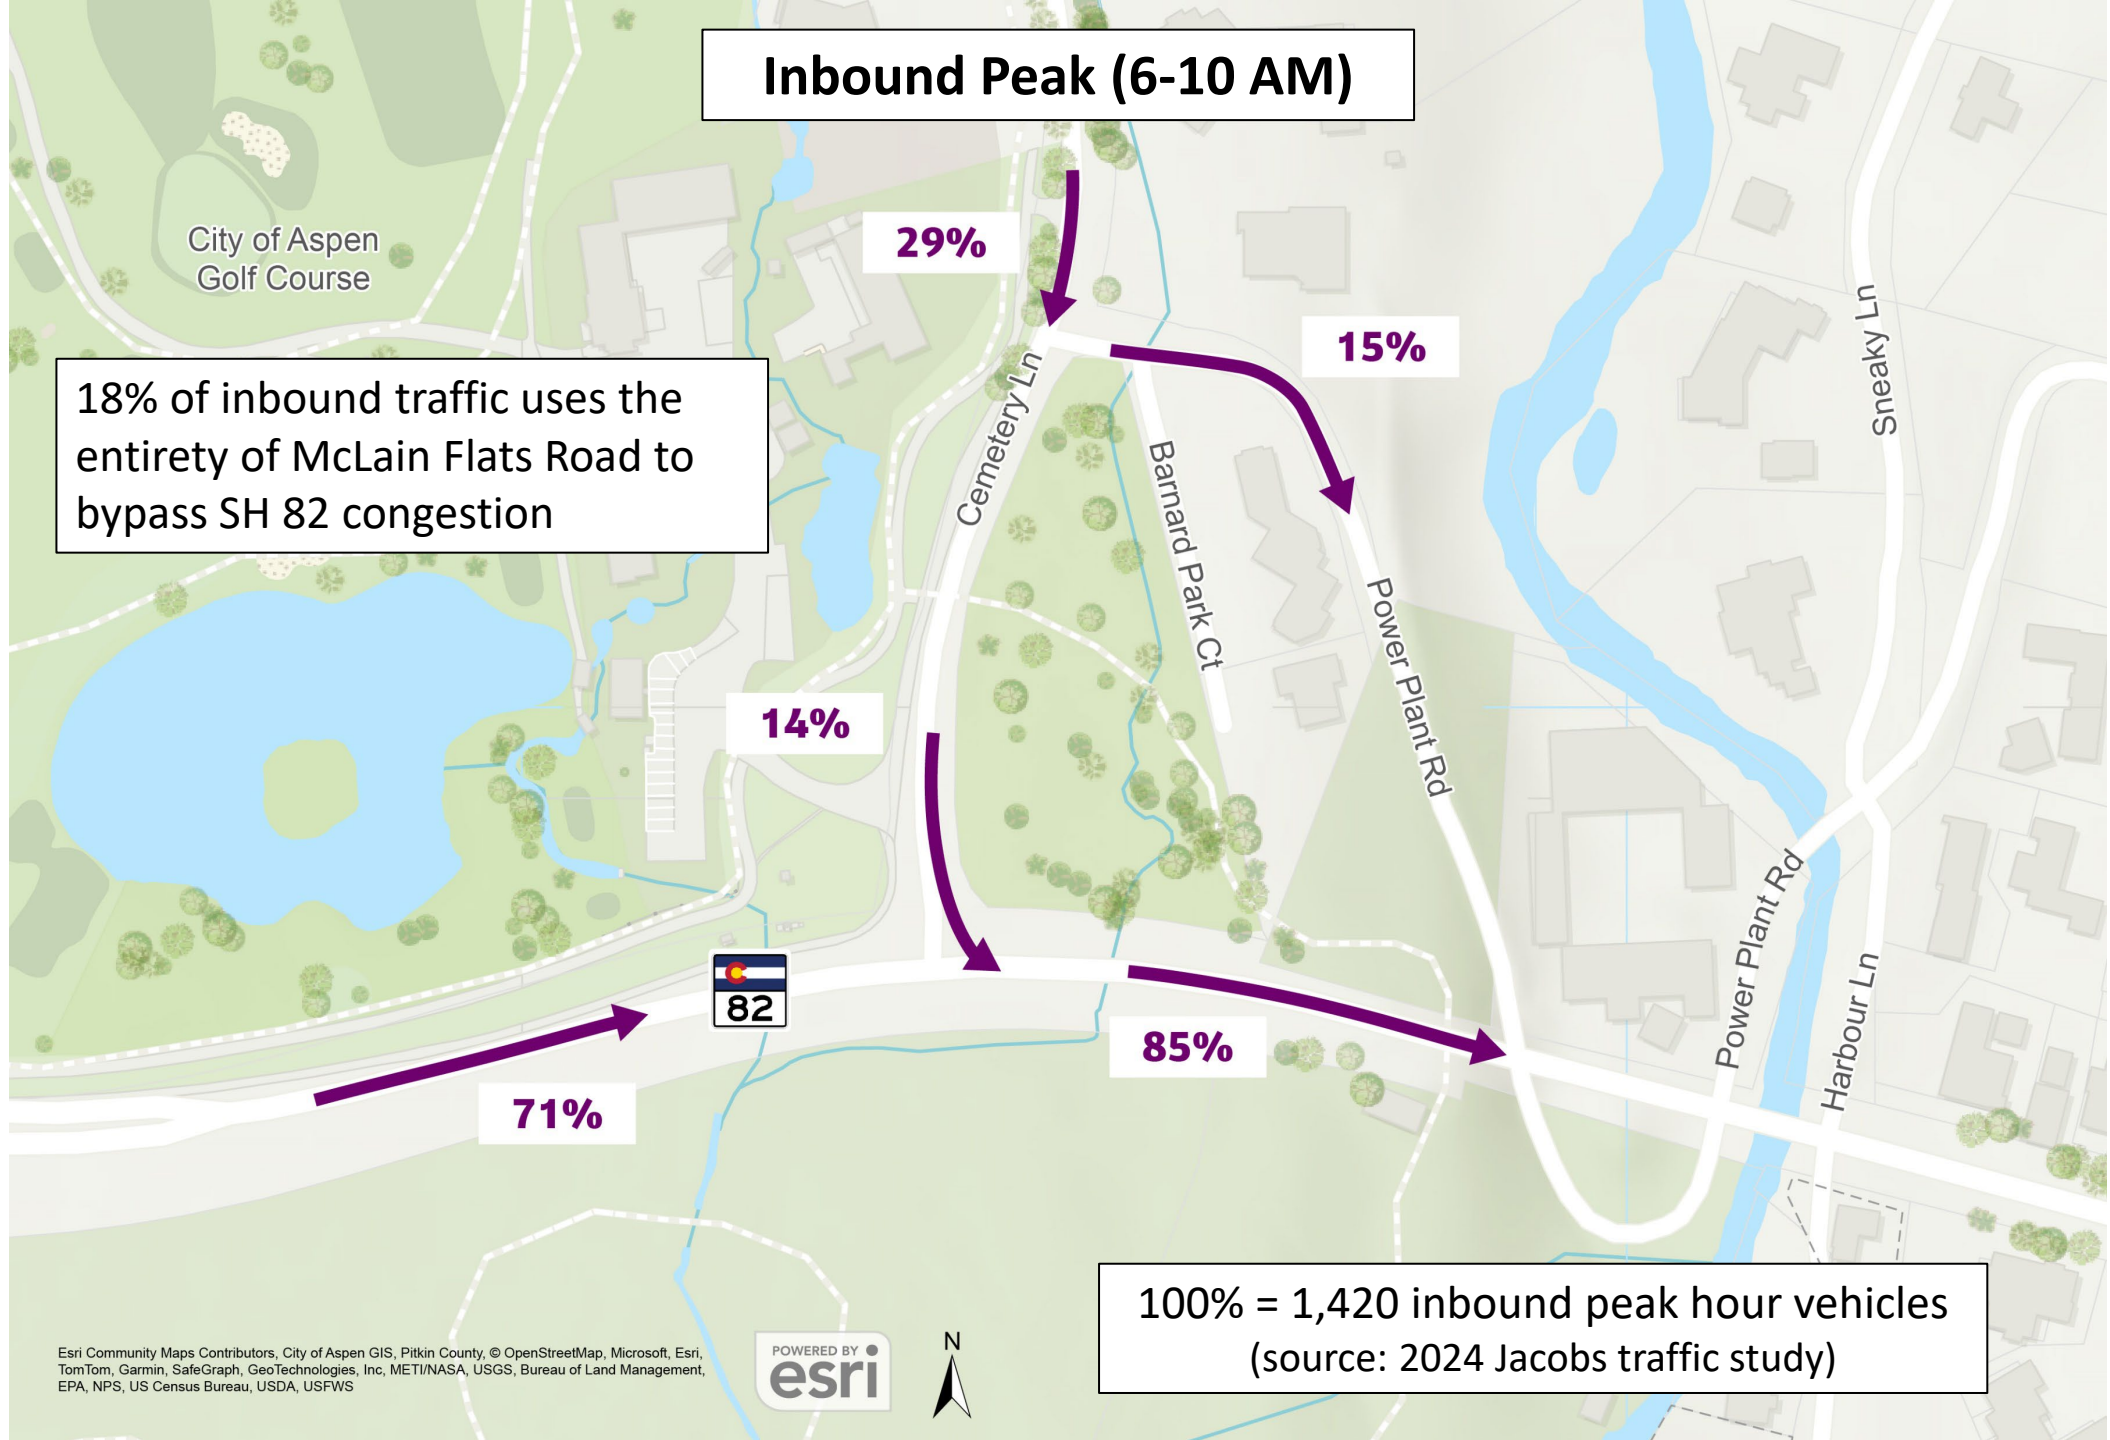 Inbound Peak (6-10 AM)
29%
City of Aspen
Golf Course
15%
Sneaky Ln
18% of inbound traffic uses the
entirety of McLain Flats Road to
bypass SH 82 congestion
Cemetery Ln
Barnard Park Ct
Power Plant Rd
14%
Power Plant Rd
Harbour Ln
82
85%
71%
100% = 1,420 inbound peak hour vehicles
(source: 2024 Jacobs traffic study)
Esri Community Maps Contributors, City of Aspen GIS, Pitkin County, © OpenStreetMap, Microsoft, Esri,
TomTom, Garmin, SafeGraph, GeoTechnologies, Inc, METI/NASA, USGS, Bureau of Land Management,
EPA, NPS, US Census Bureau, USDA, USFWS
POWERED BY
esri
N